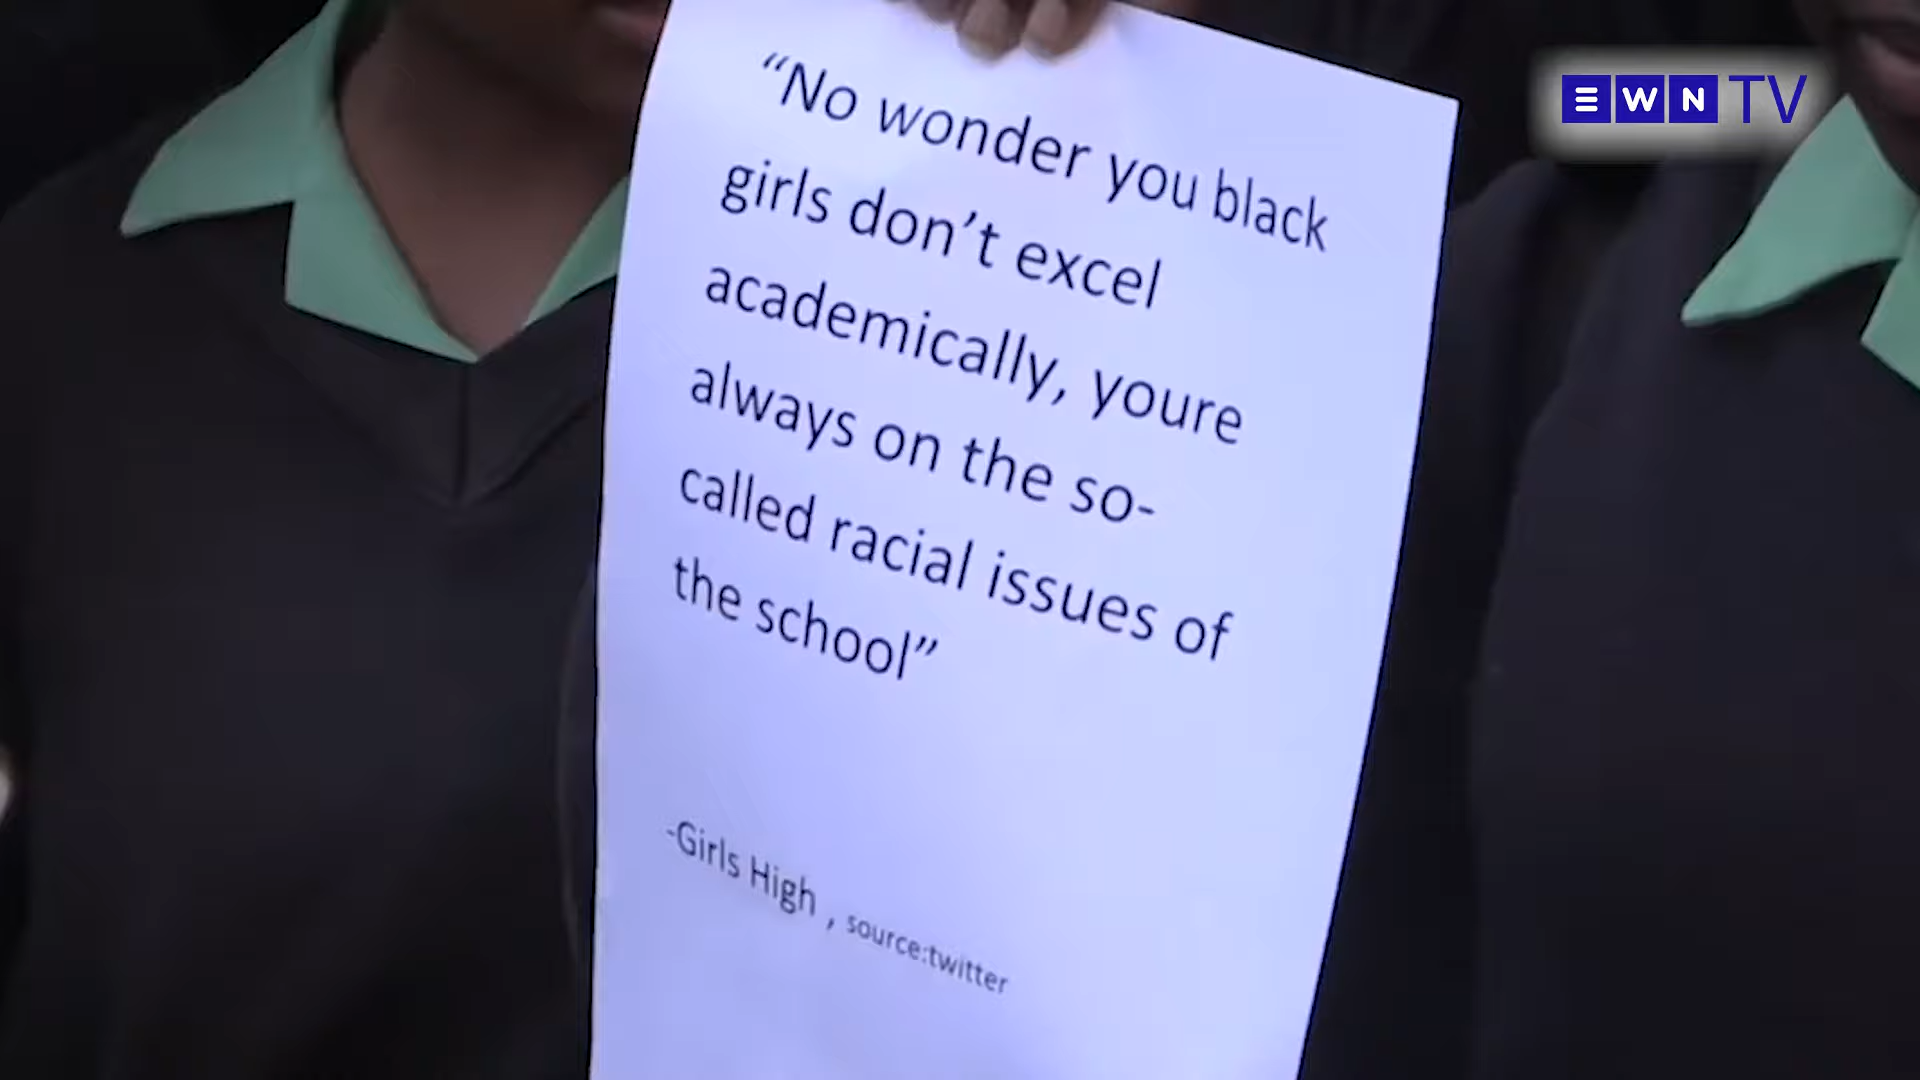 EWN TV
“No wonder you black
girls don’t excel
academically, youre
always on the so-
called racial issues of
the school”
-Girls High , source:twitter